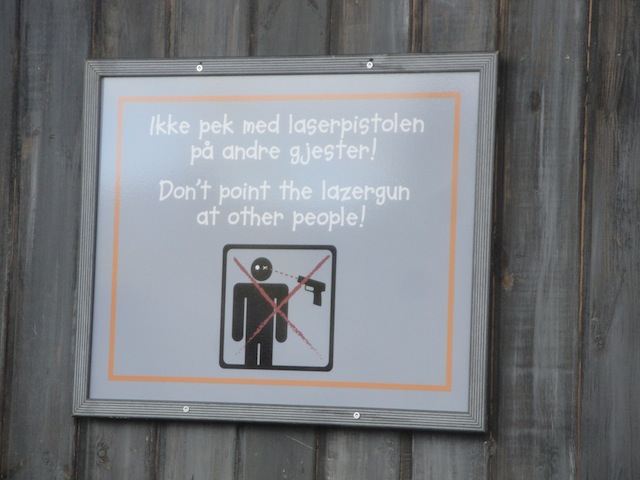 Ikke pek med laserpistolen
på andre gjester!
Don't point the lazergun
at other people!